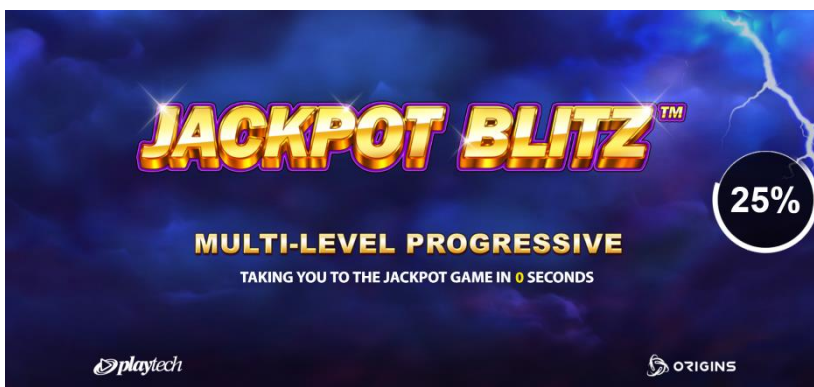 JACKPOT BLITZ™
25%
MULTI-LEVEL PROGRESSIVE
TAKING YOU TO THE JACKPOT GAME IN 0 SECONDS
playtech
ORIGINS